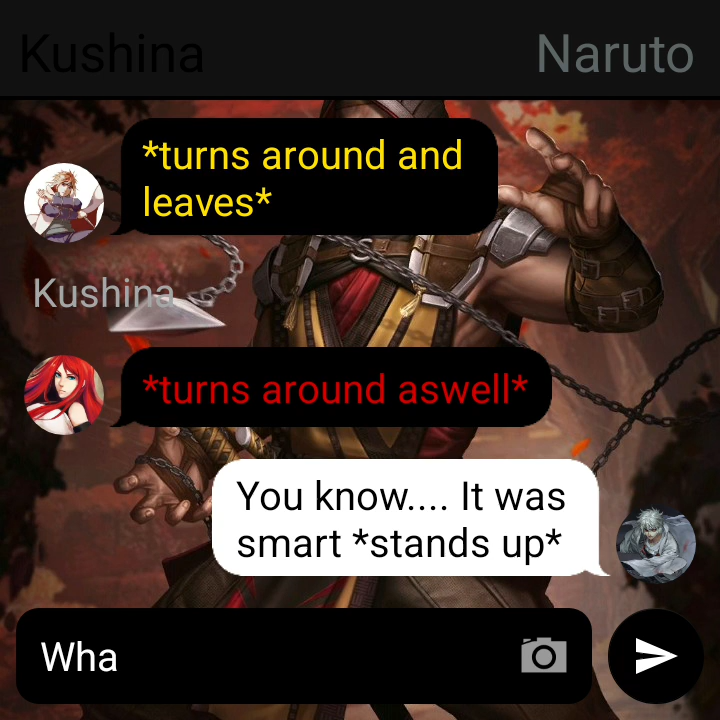 Kushina
Naruto
*turns around and
leaves*
Kushina
*turns around aswell*
You know.... It was
smart *stands up*
Wha